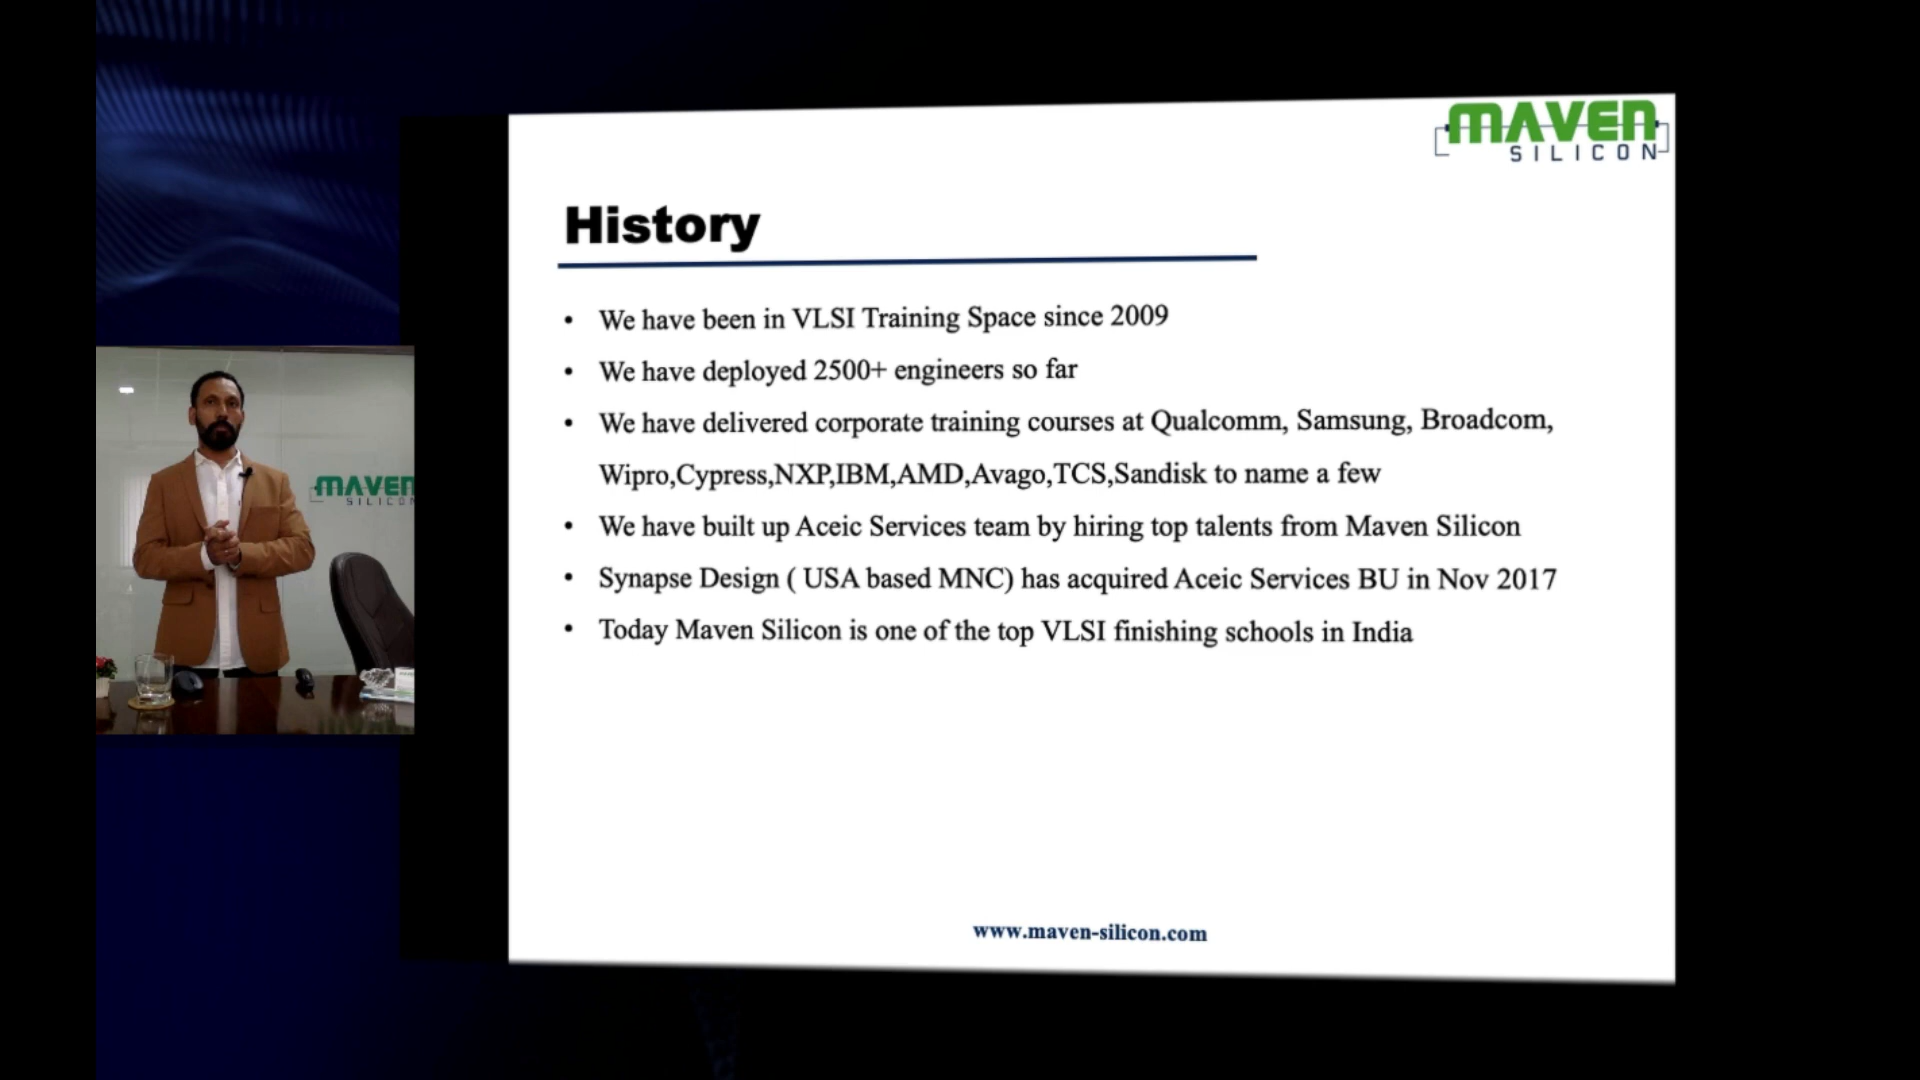 MAVEN
SILICON
History
• We have been in VLSI Training Space since 2009
• We have deployed 2500+ engineers so far
• We have delivered corporate training courses at Qualcomm, Samsung, Broadcom,
Wipro,Cypress,NXP,IBM,AMD,Avago,TCS,Sandisk to name a few
• We have built up Aceic Services team by hiring top talents from Maven Silicon
• Synapse Design ( USA based MNC) has acquired Aceic Services BU in Nov 2017
• Today Maven Silicon is one of the top VLSI finishing schools in India
www.maven-silicon.com
MAVEN
SILICON